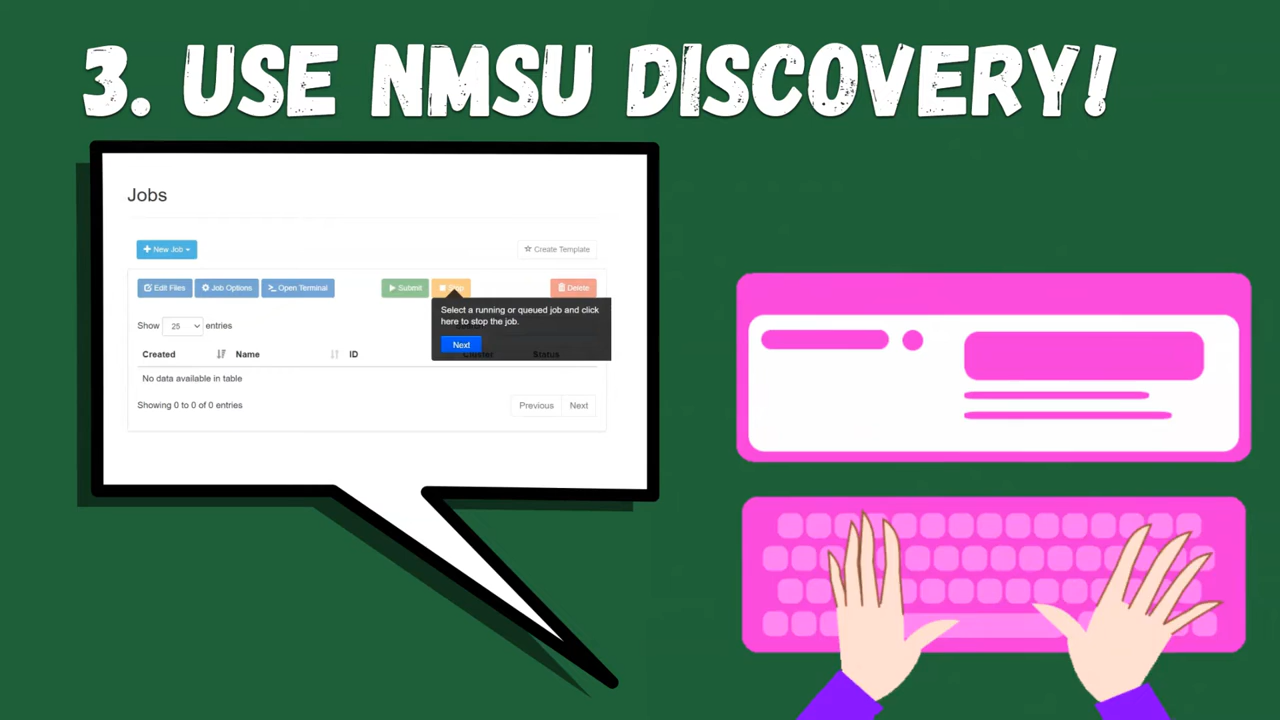 3. USE NMSU DISCOVERY!
Jobs
New Job
Create Template
Edit Files
Job Options
Open Terminal
Submit
Stop
Delete
Select a running or queued job and click
here to stop the job.
Next
Show 25 entries
Created
Name
ID
Cluster
Status
No data available in table
Showing 0 to 0 of 0 entries
Previous
Next